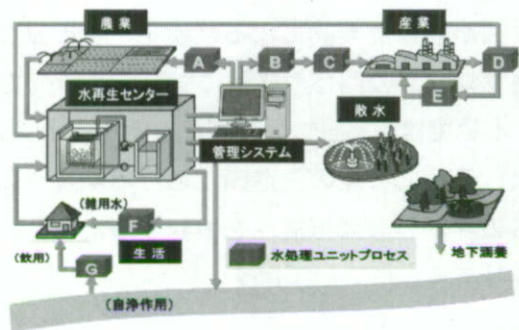 農業
産業
A
B
C
D
E
水再生センター
散水
管理システム
(雑用水)
F
生活
(飲用)
G
水処理ユニットプロセス
地下涵養
(自浄作用)